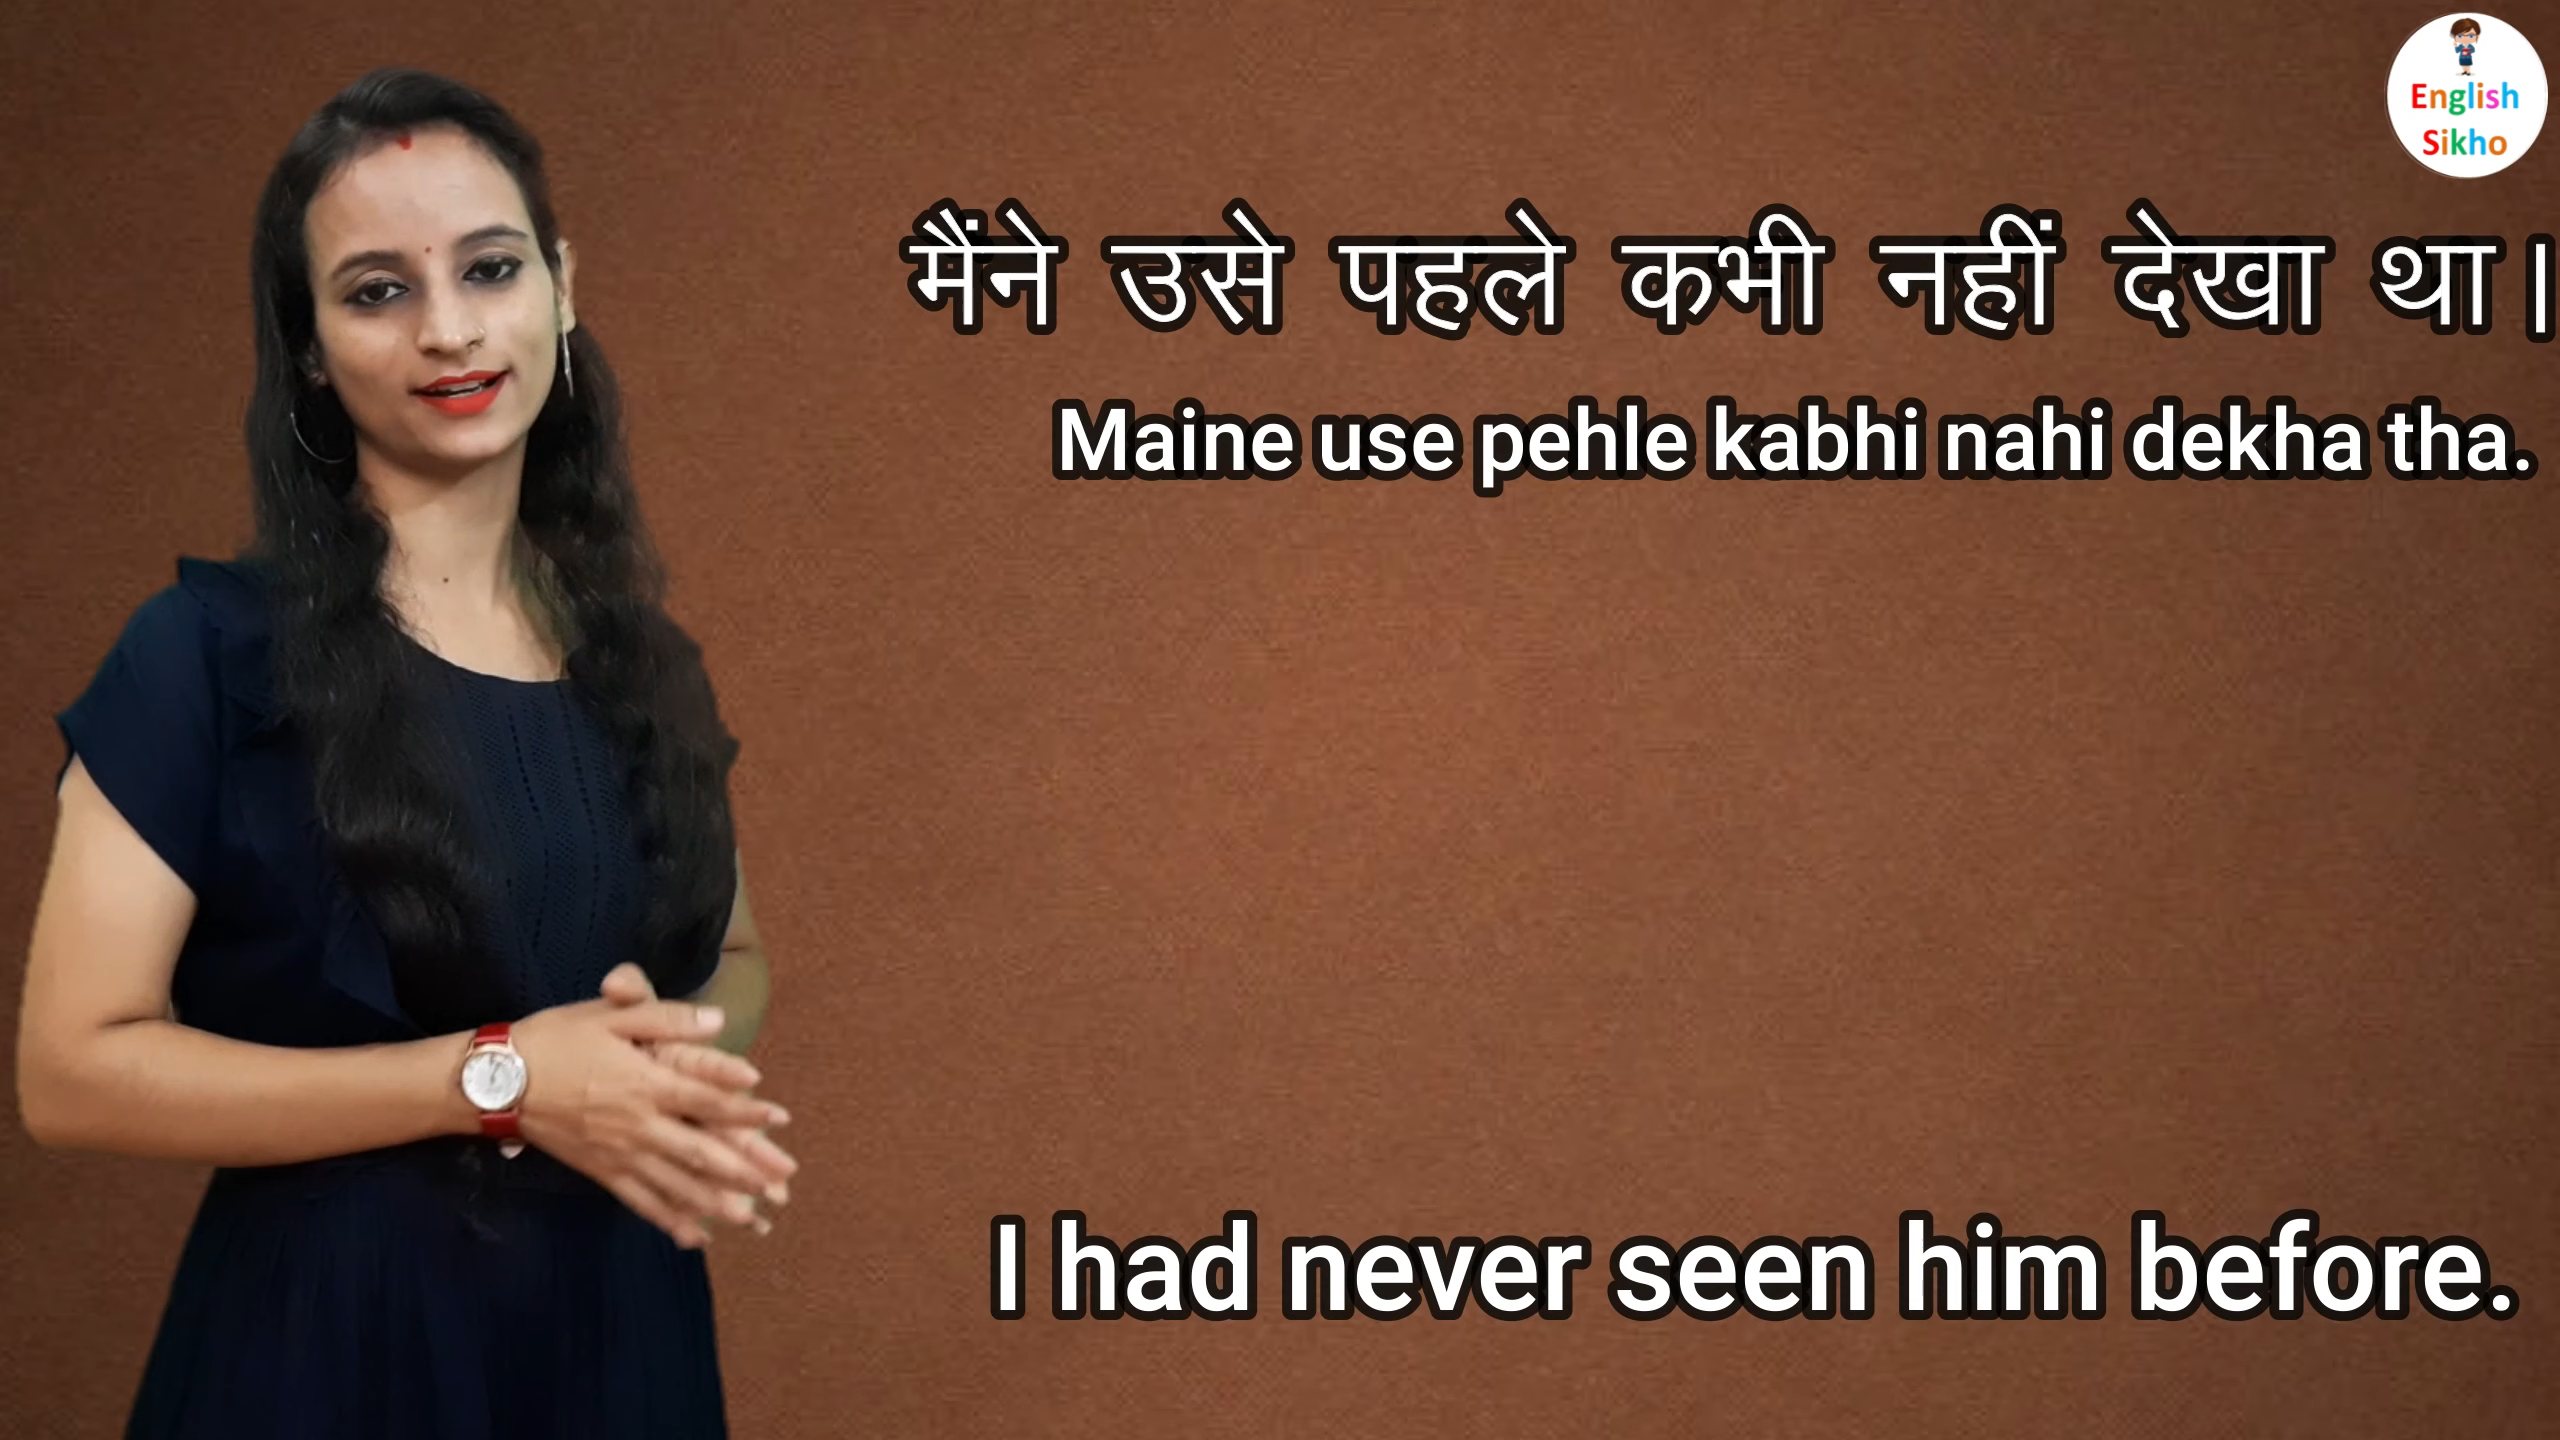 English
Sikho
मैंने उसे पहले कभी नहीं देखा था।
Maine use pehle kabhi nahi dekha tha.
I had never seen him before.